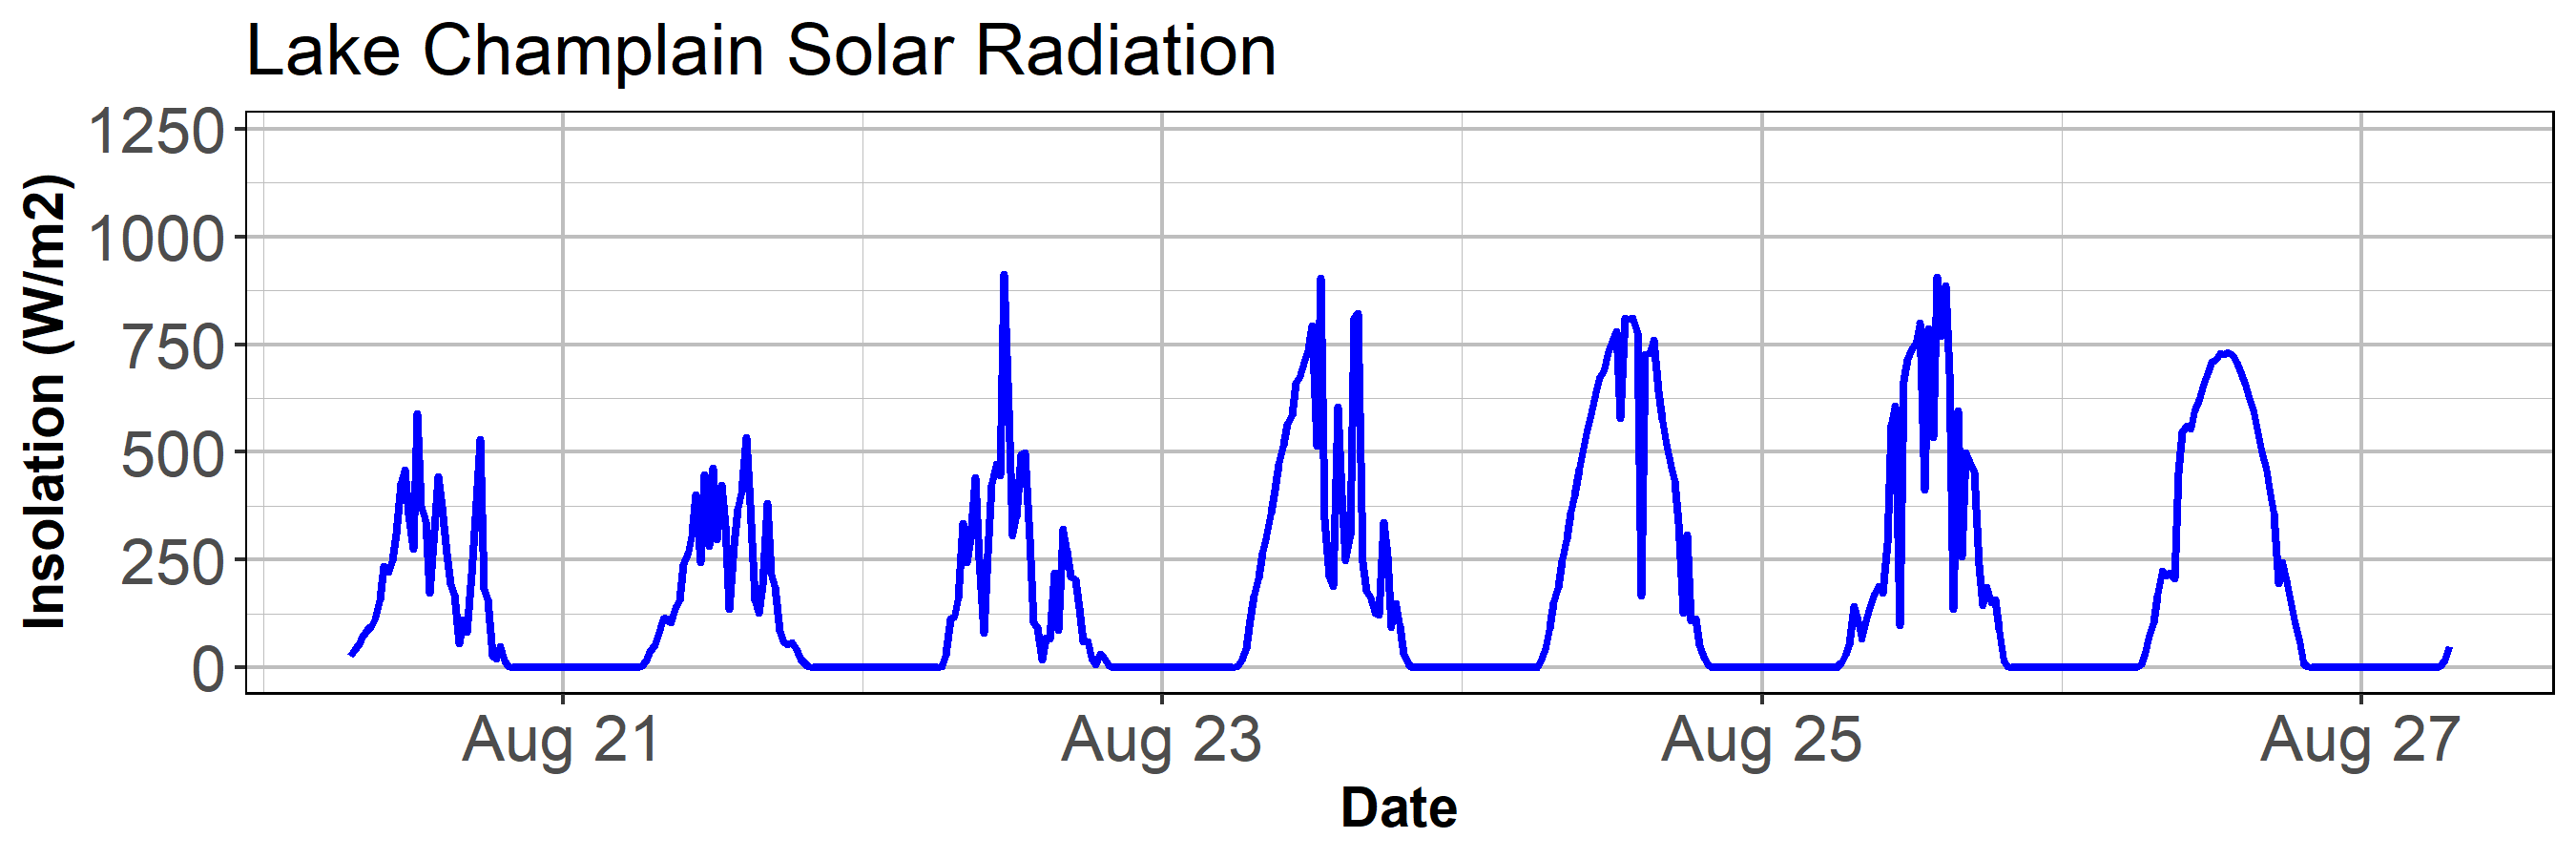 Lake Champlain Solar Radiation
Insolation (W/m2)
1250
1000
750
500
250
0
Aug 21 Aug 23 Aug 25 Aug 27
Date